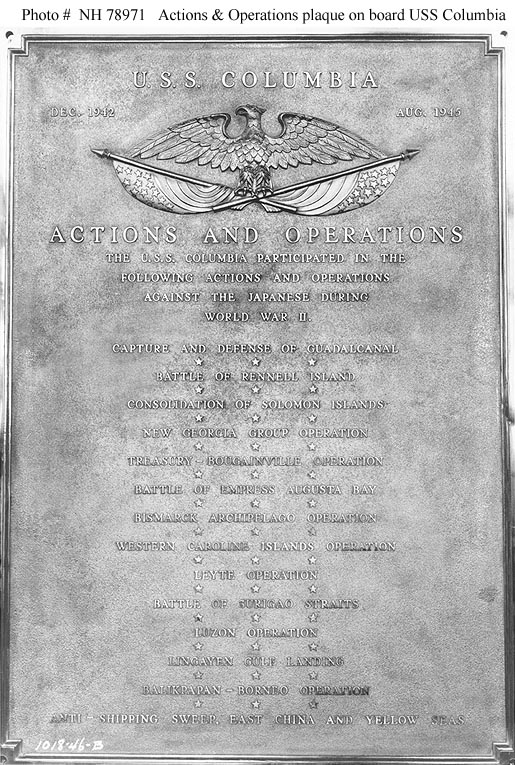 Photo # NH 78971 Actions & Operations plaque on board USS Columbia
U.S.S. COLUMBIA
DEC. 1942 AUG. 1945
ACTIONS AND OPERATIONS
THE U.S.S. COLUMBIA PARTICIPATED IN THE
FOLLOWING ACTIONS AND OPERATIONS
AGAINST THE JAPANESE DURING
WORLD WAR II.
CAPTURE AND DEFENSE OF GUADALCANAL
BATTLE OF RENNELL ISLAND
CONSOLIDATION OF SOLOMON ISLANDS
NEW GEORGIA GROUP OPERATION
TREASURY - BOUGAINVILLE OPERATION
BATTLE OF EMPRESS AUGUSTA BAY
BISMARCK ARCHIPELAGO OPERATION
WESTERN CAROLINE ISLANDS OPERATION
LEYTE OPERATION
BATTLE OF SURIGAO STRAITS
LUZON OPERATION
LINGAYEN GULF LANDING
BALIKPAPAN - BORNEO OPERATION
ANTI - SHIPPING SWEEP, EAST CHINA AND YELLOW SEAS
1018-46-B